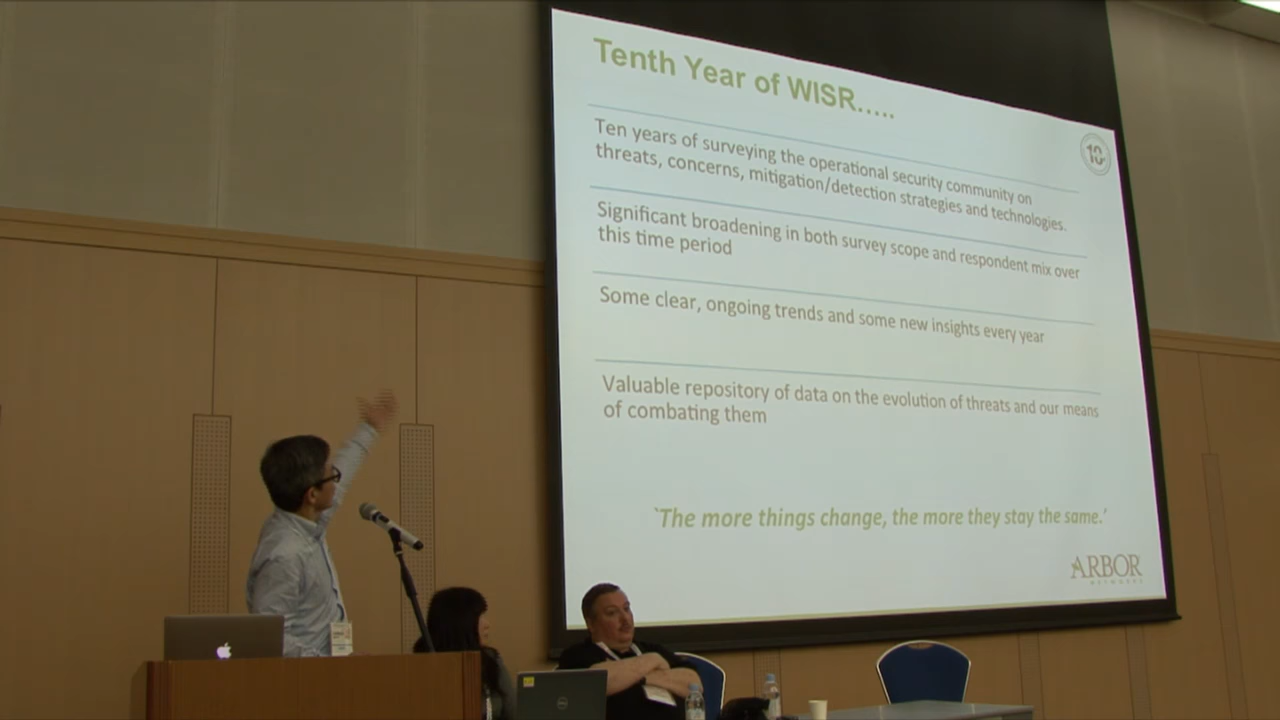 Tenth Year of WISR.....
10
Ten years of surveying the operational security community on
threats, concerns, mitigation/detection strategies and technologies.
Significant broadening in both survey scope and respondent mix over
this time period
Some clear, ongoing trends and some new insights every year
Valuable repository of data on the evolution of threats and our means
of combating them
`The more things change, the more they stay the same.'
ARBOR
NETWORKS
DELL